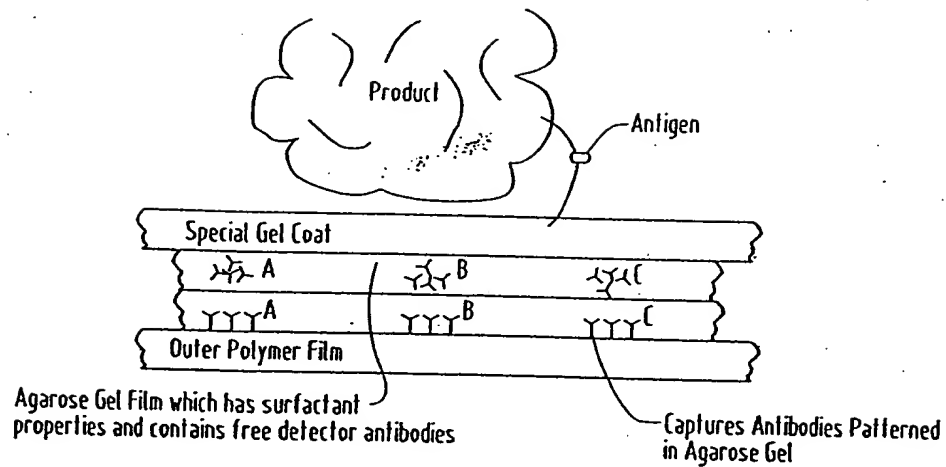 Product
Antigen
Special Gel Coat
A
B
C
A
B
C
Outer Polymer Film
Agarose Gel Film which has surfactant
properties and contains free detector antibodies
Captures Antibodies Patterned
in Agarose Gel